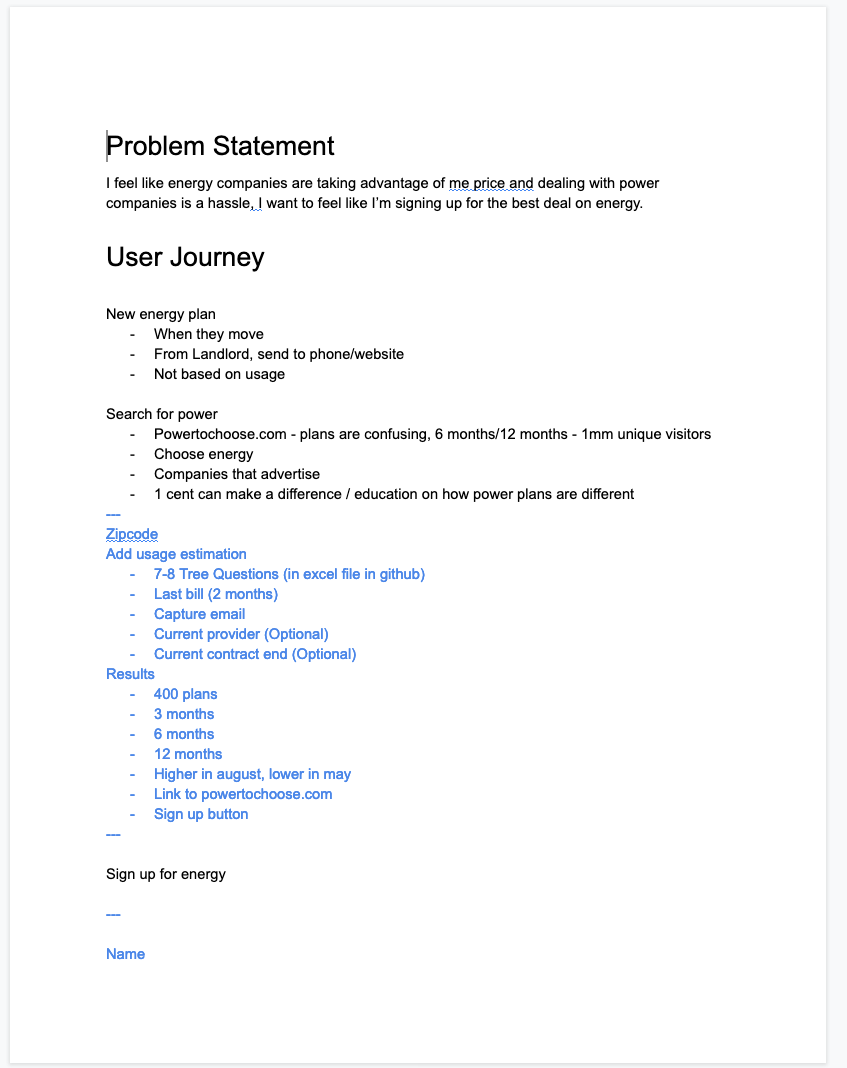 Problem Statement
I feel like energy companies are taking advantage of me price and dealing with power
companies is a hassle, I want to feel like I'm signing up for the best deal on energy.
User Journey
New energy plan
- When they move
- From Landlord, send to phone/website
- Not based on usage
Search for power
- Powertochoose.com - plans are confusing, 6 months/12 months - 1mm unique visitors
- Choose energy
- Companies that advertise
- 1 cent can make a difference / education on how power plans are different
---
Zipcode
Add usage estimation
- 7-8 Tree Questions (in excel file in github)
- Last bill (2 months)
- Capture email
- Current provider (Optional)
- Current contract end (Optional)
Results
- 400 plans
- 3 months
- 6 months
- 12 months
- Higher in august, lower in may
- Link to powertochoose.com
- Sign up button
---
Sign up for energy
---
Name